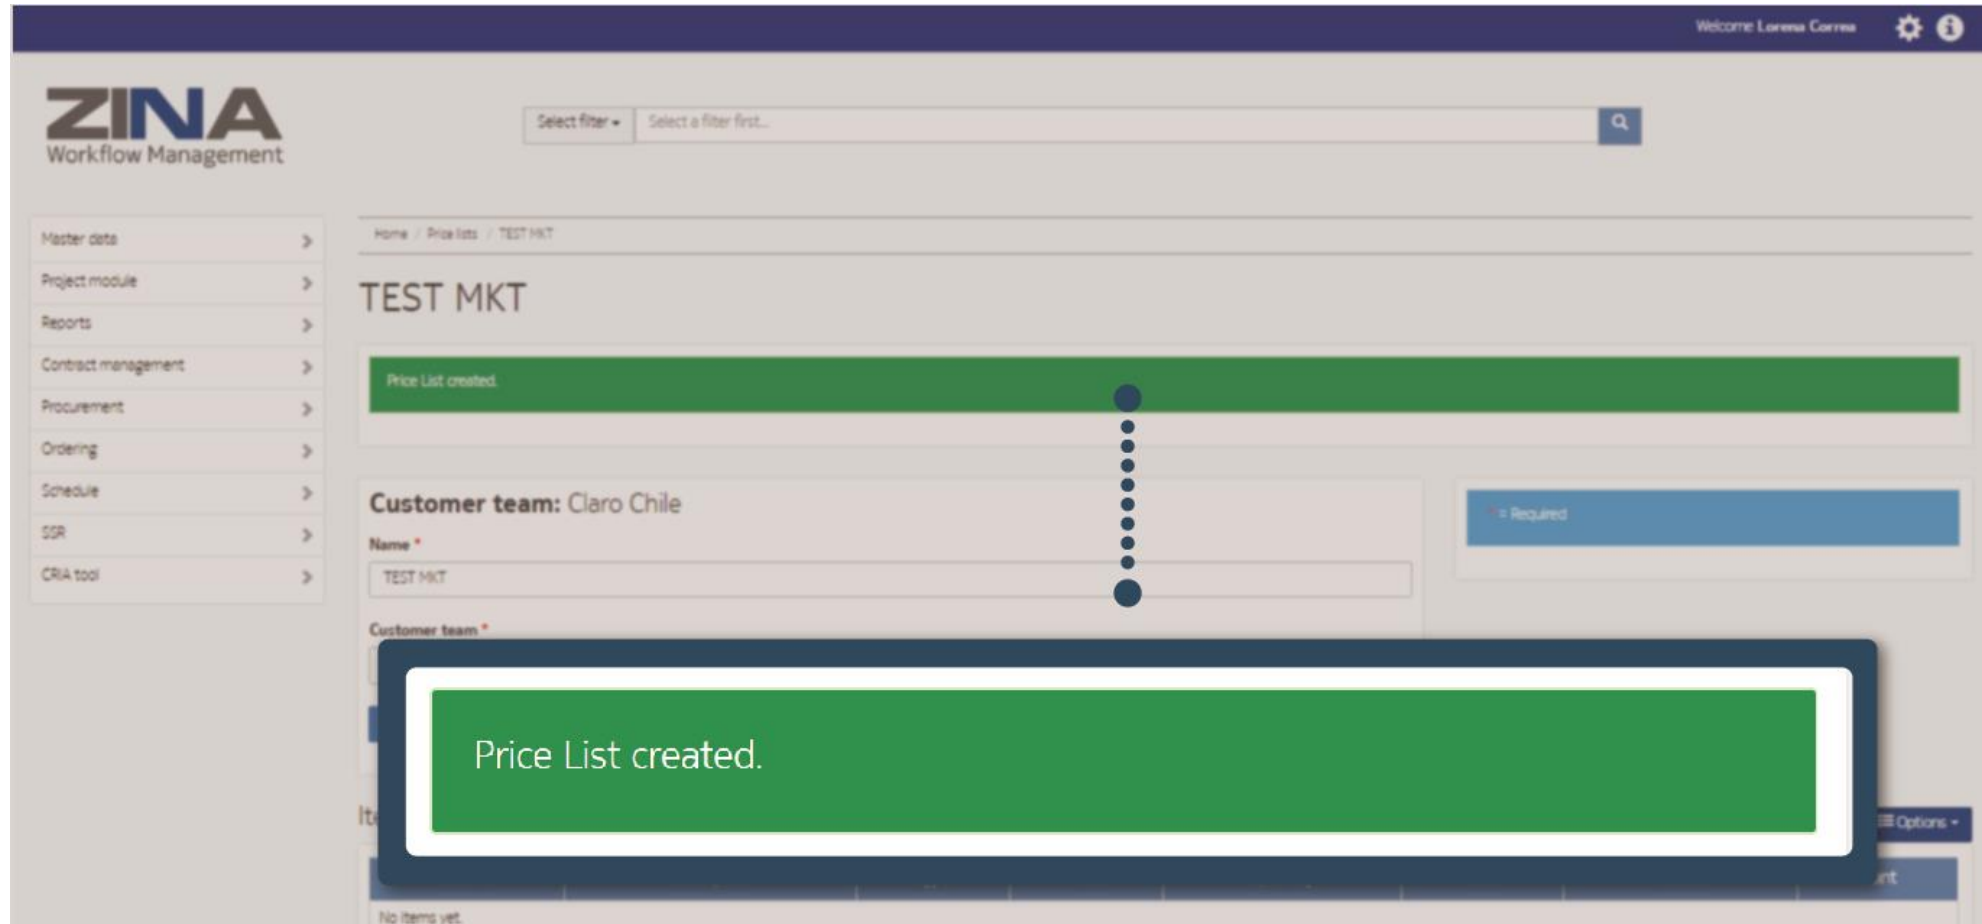 Welcome Lorena Correa
ZINA
Workflow Management
Select filter
Select a filter first...
Master data
Project module
Reports
Contract management
Procurement
Ordering
Schedule
SSR
CRIA tool
Home / Price lists / TEST MKT
TEST MKT
Price List created.
Customer team: Claro Chile
Name *
TEST MKT
Customer team *
* = Required
Price List created.
Options
No items yet.